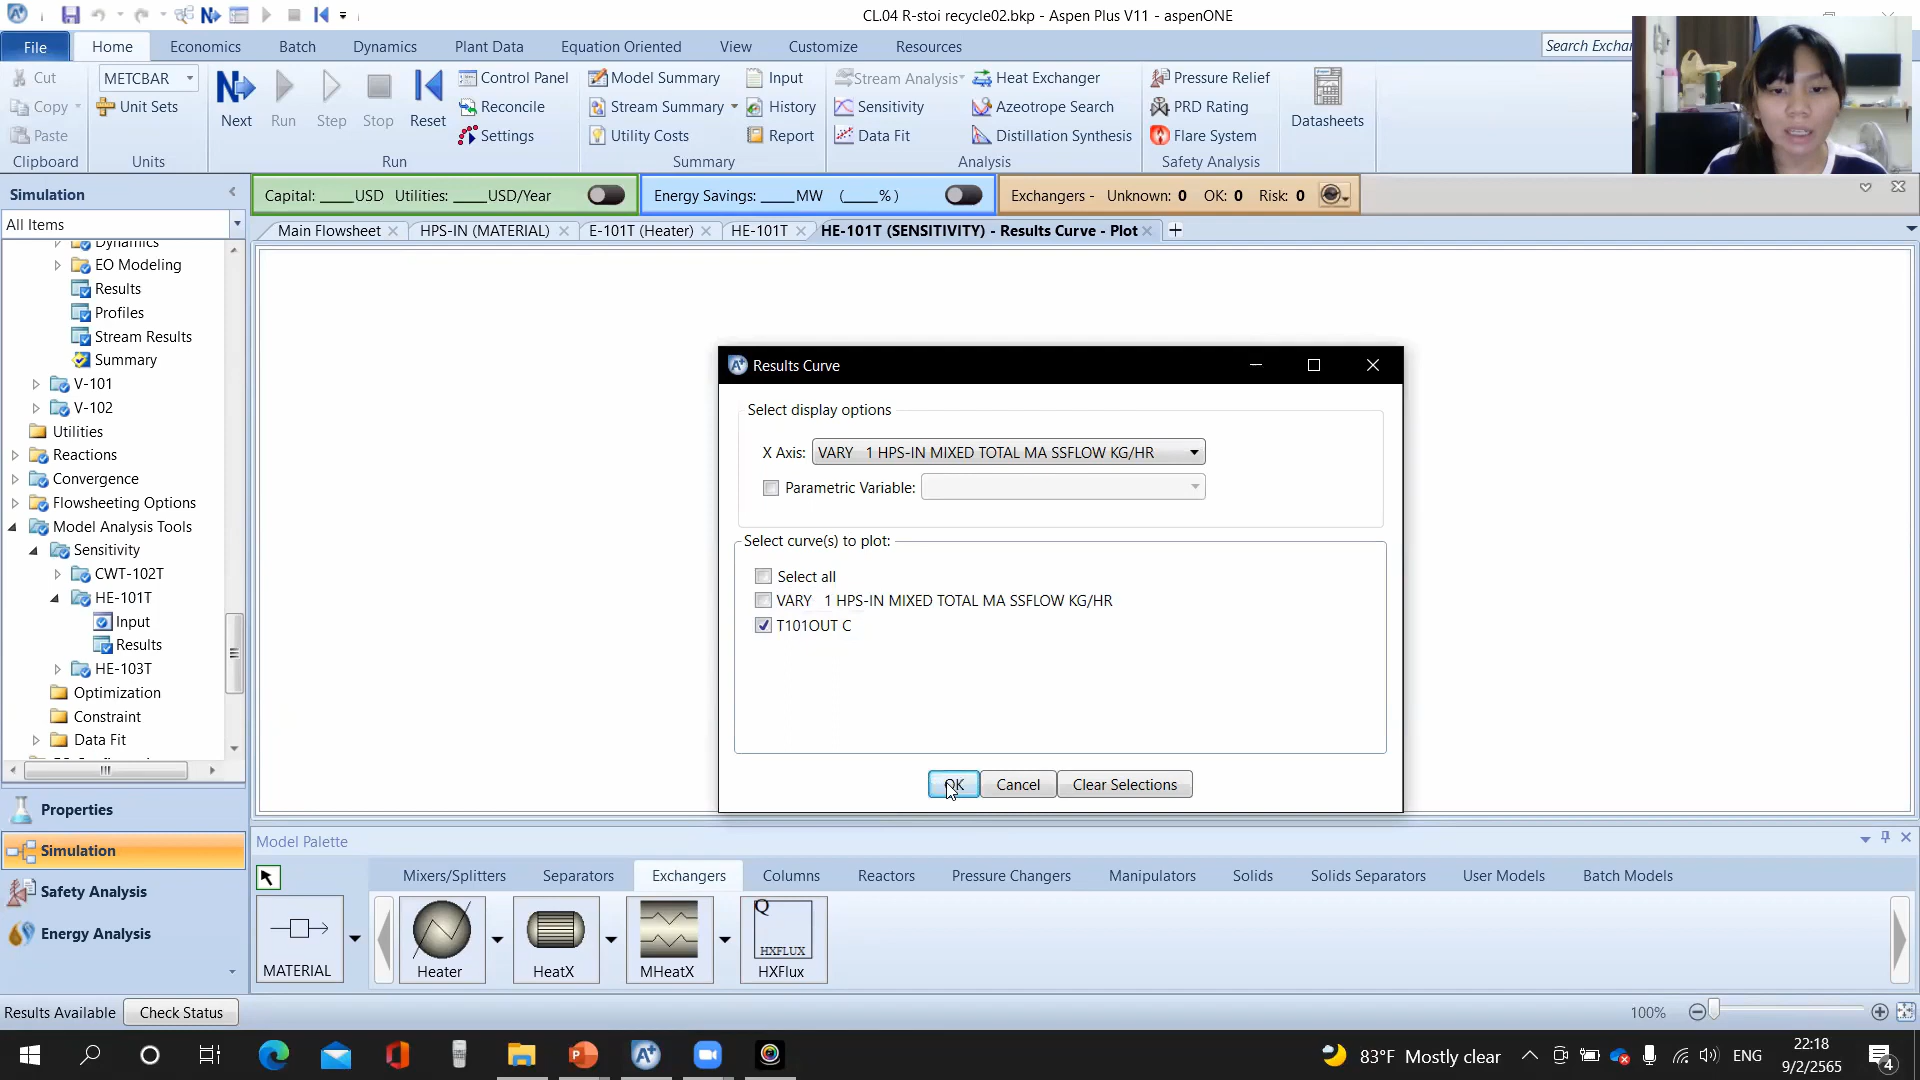 CL.04 R-stoi recycle02.bkp - Aspen Plus V11 - aspenONE
File Home Economics Batch Dynamics Plant Data Equation Oriented View Customize Resources
Cut
Copy
Paste
Clipboard
METCBAR
Unit Sets
Units
Next Run Step Stop Reset
Control Panel
Reconcile
Settings
Run
Model Summary
Stream Summary
Utility Costs
Input
History
Report
Summary
Stream Analysis
Sensitivity
Data Fit
Heat Exchanger
Azeotrope Search
Distillation Synthesis
Analysis
Pressure Relief
PRD Rating
Flare System
Safety Analysis
Datasheets
Simulation
All Items
Capital: _____USD Utilities: _____USD/Year
Energy Savings: _____MW (_____%)
Exchangers - Unknown: 0 OK: 0 Risk: 0
Main Flowsheet HPS-IN (MATERIAL) E-101T (Heater) HE-101T HE-101T (SENSITIVITY) - Results Curve - Plot
Dynamics
EO Modeling
Results
Profiles
Stream Results
Summary
V-101
V-102
Utilities
Reactions
Convergence
Flowsheeting Options
Model Analysis Tools
Sensitivity
CWT-102T
HE-101T
Input
Results
HE-103T
Optimization
Constraint
Data Fit
Properties
Simulation
Safety Analysis
Energy Analysis
Results Curve
Select display options
X Axis: VARY 1 HPS-IN MIXED TOTAL MA SSFLOW KG/HR
Parametric Variable:
Select curve(s) to plot:
Select all
VARY 1 HPS-IN MIXED TOTAL MA SSFLOW KG/HR
T101OUT C
OK Cancel Clear Selections
Model Palette
Mixers/Splitters Separators Exchangers Columns Reactors Pressure Changers Manipulators Solids Solids Separators User Models Batch Models
MATERIAL Heater HeatX MHeatX HXFlux
Q
HXFLUX
Results Available Check Status
100%
83°F Mostly clear
ENG
22:18
9/2/2565
4